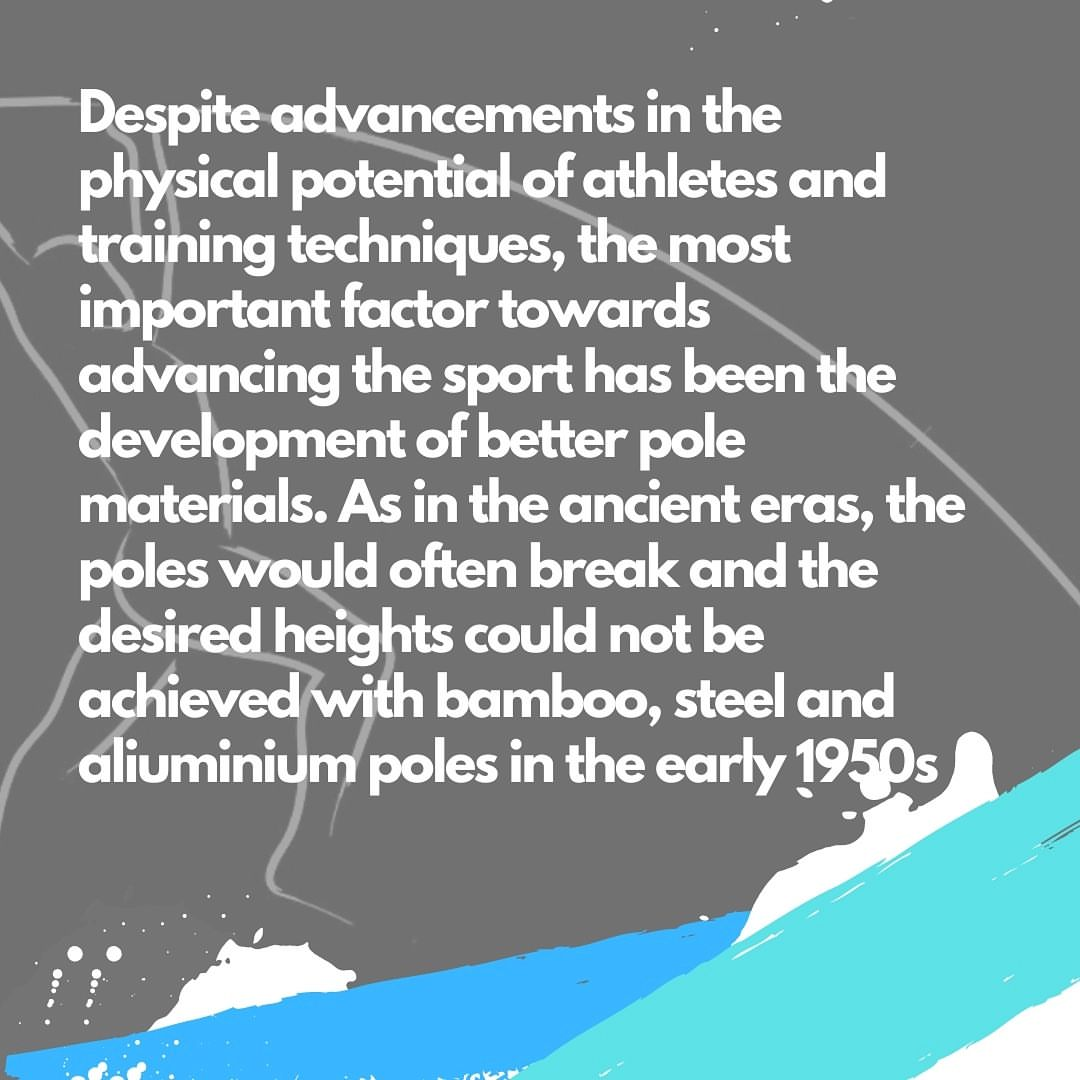 Despite advancements in the
physical potential of athletes and
training techniques, the most
important factor towards
advancing the sport has been the
development of better pole
materials. As in the ancient eras, the
poles would often break and the
desired heights could not be
achieved with bamboo, steel and
aliuminium poles in the early 1950s